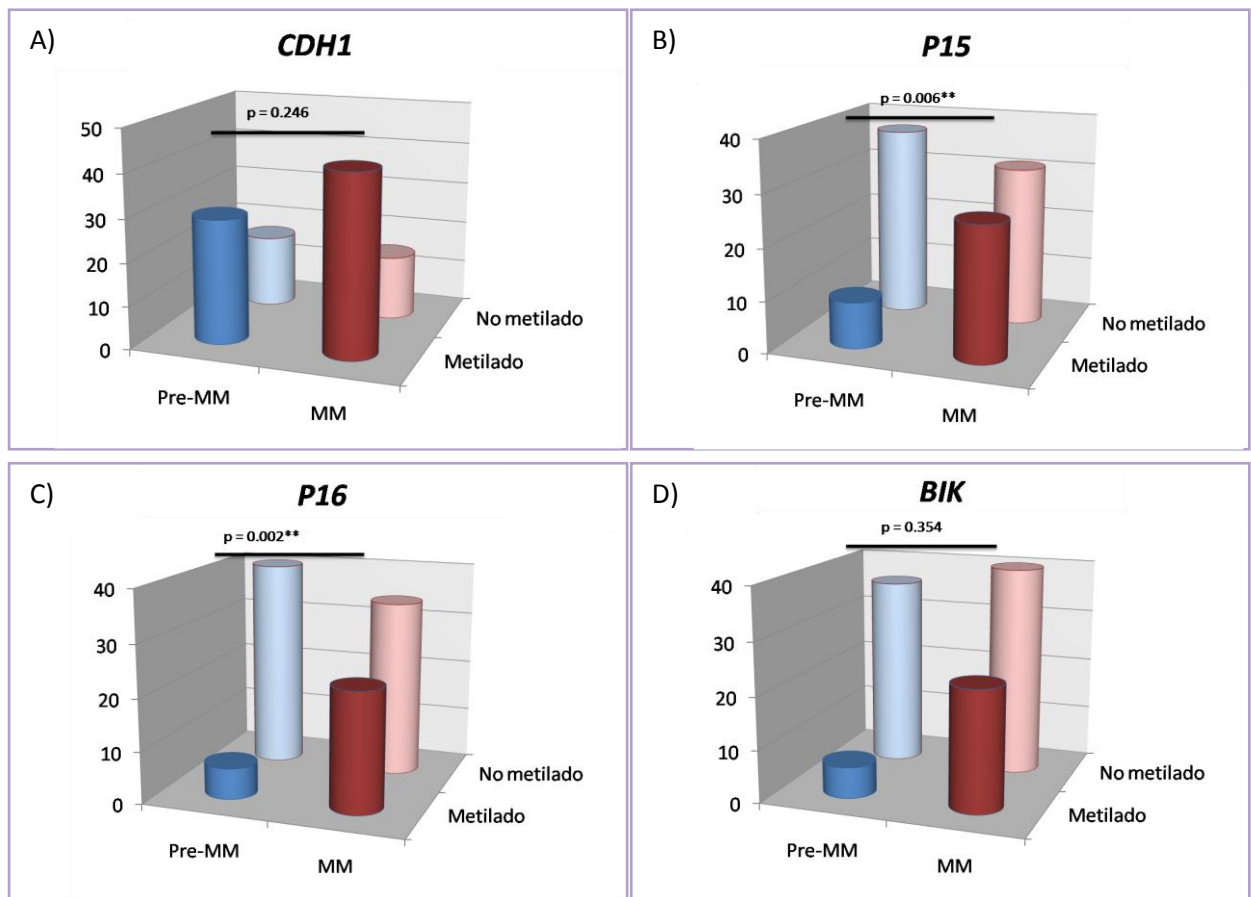 A)
CDH1
p = 0.246
50
40
30
20
10
0
No metilado
Metilado
Pre-MM
MM
B)
P15
p = 0.006**
40
30
20
10
0
No metilado
Metilado
Pre-MM
MM
C)
P16
p = 0.002**
40
30
20
10
0
No metilado
Metilado
Pre-MM
MM
D)
BIK
p = 0.354
40
30
20
10
0
No metilado
Metilado
Pre-MM
MM